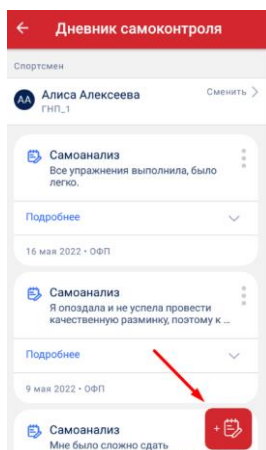 Дневник самоконтроля
Спортсмен
АА
Алиса Алексеева
Сменить
ГНП_1
Самоанализ
Все упражнения выполнила, было
легко.
Подробнее
16 мая 2022 • ОФП
Самоанализ
Я опоздала и не успела провести
качественную разминку, поэтому к ...
Подробнее
9 мая 2022 • ОФП
Самоанализ
Мне было сложно сдать
+